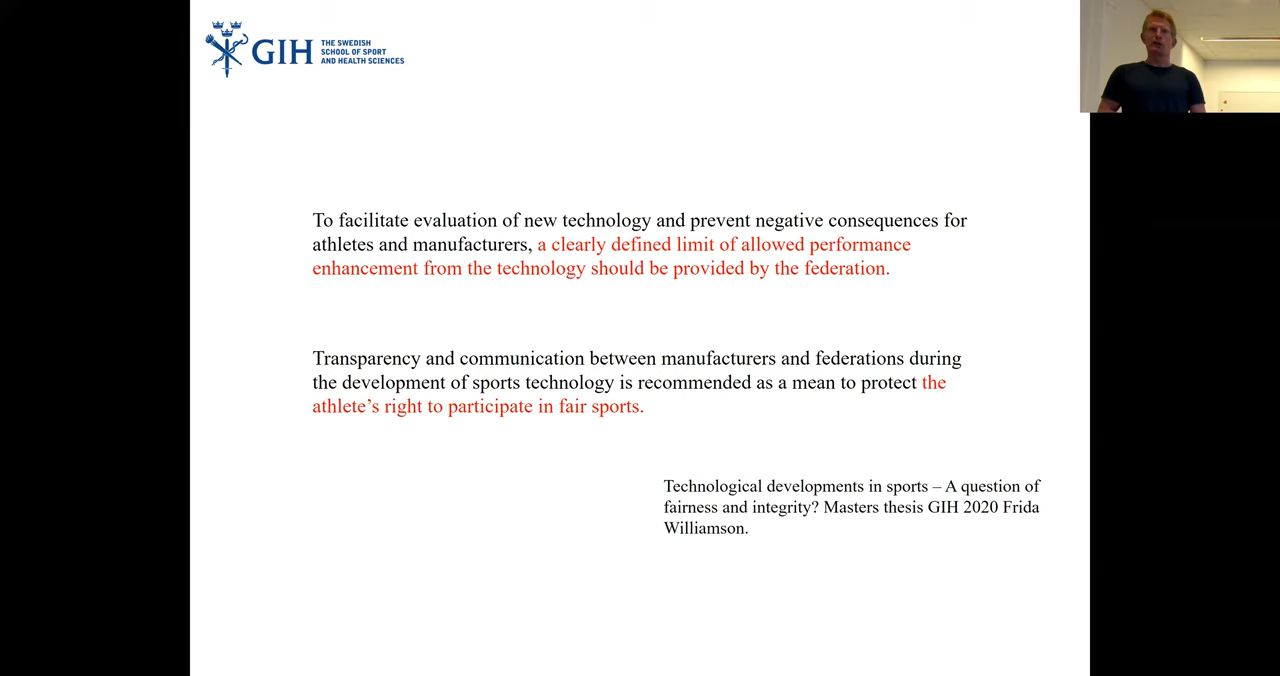 GIH
THE SWEDISH
SCHOOL OF SPORT
AND HEALTH SCIENCES
To facilitate evaluation of new technology and prevent negative consequences for
athletes and manufacturers, a clearly defined limit of allowed performance
enhancement from the technology should be provided by the federation.
Transparency and communication between manufacturers and federations during
the development of sports technology is recommended as a mean to protect the
athlete’s right to participate in fair sports.
Technological developments in sports – A question of
fairness and integrity? Masters thesis GIH 2020 Frida
Williamson.